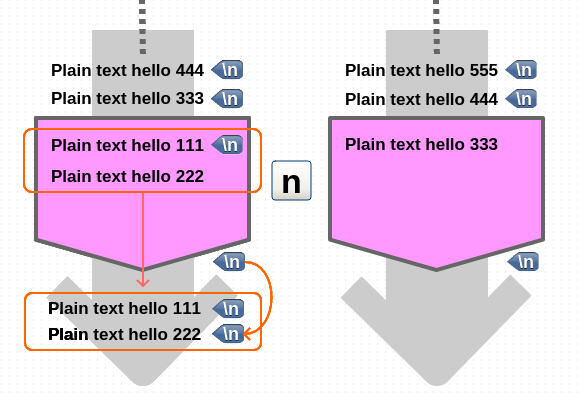 Plain text hello 444 \n
Plain text hello 333 \n
Plain text hello 111 \n
Plain text hello 222
\n
Plain text hello 111 \n
Plain text hello 222 \n
n
Plain text hello 555 \n
Plain text hello 444 \n
Plain text hello 333
\n